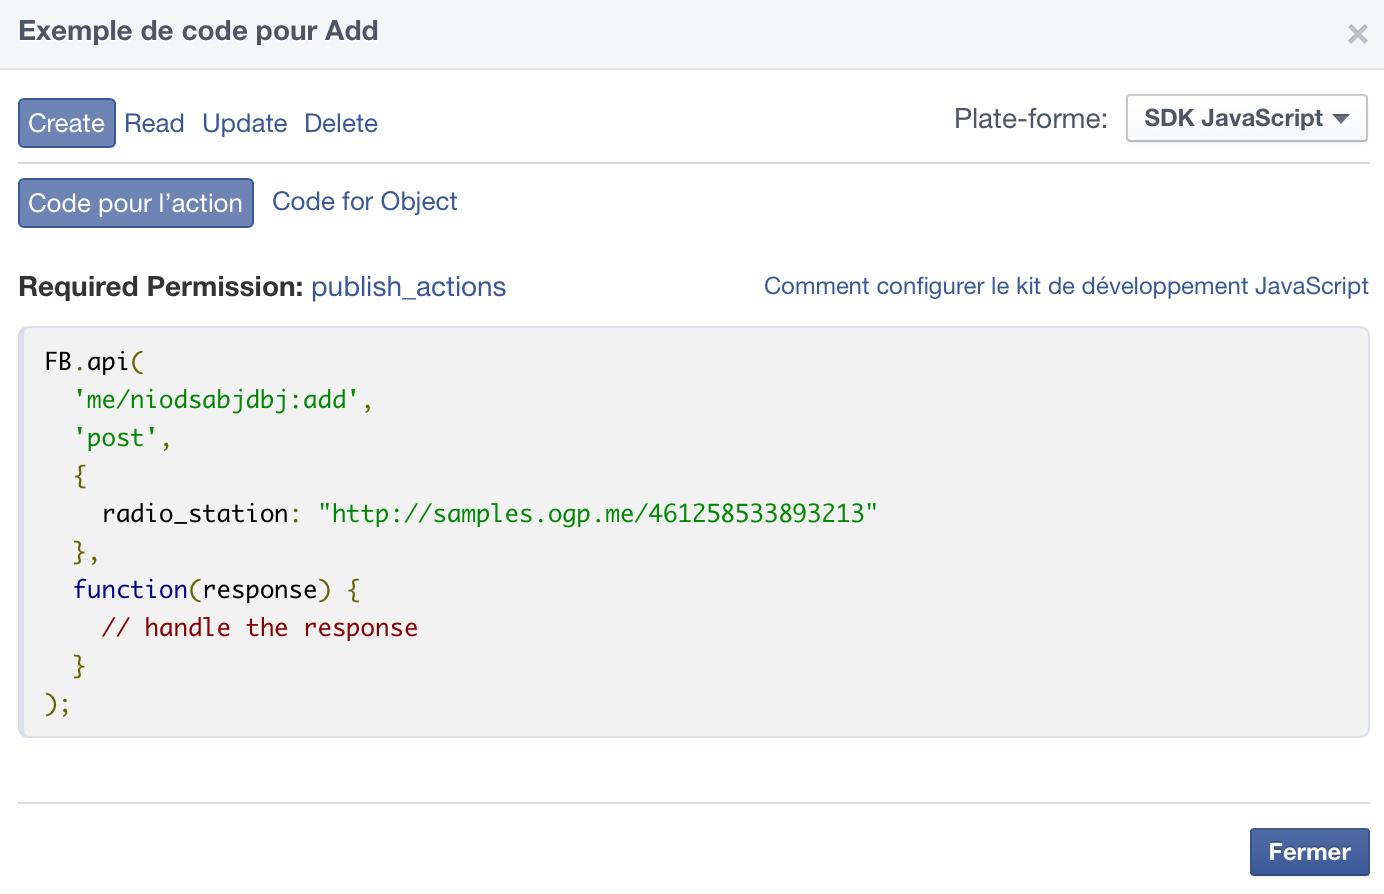 Exemple de code pour Add
×
Create Read Update Delete Plate-forme: SDK JavaScript
Code pour l’action Code for Object
Required Permission: publish_actions Comment configurer le kit de développement JavaScript
FB.api(
  'me/niodsabjdbj:add',
  'post',
  {
    radio_station: "http://samples.ogp.me/461258533893213"
  },
  function(response) {
    // handle the response
  }
);
Fermer